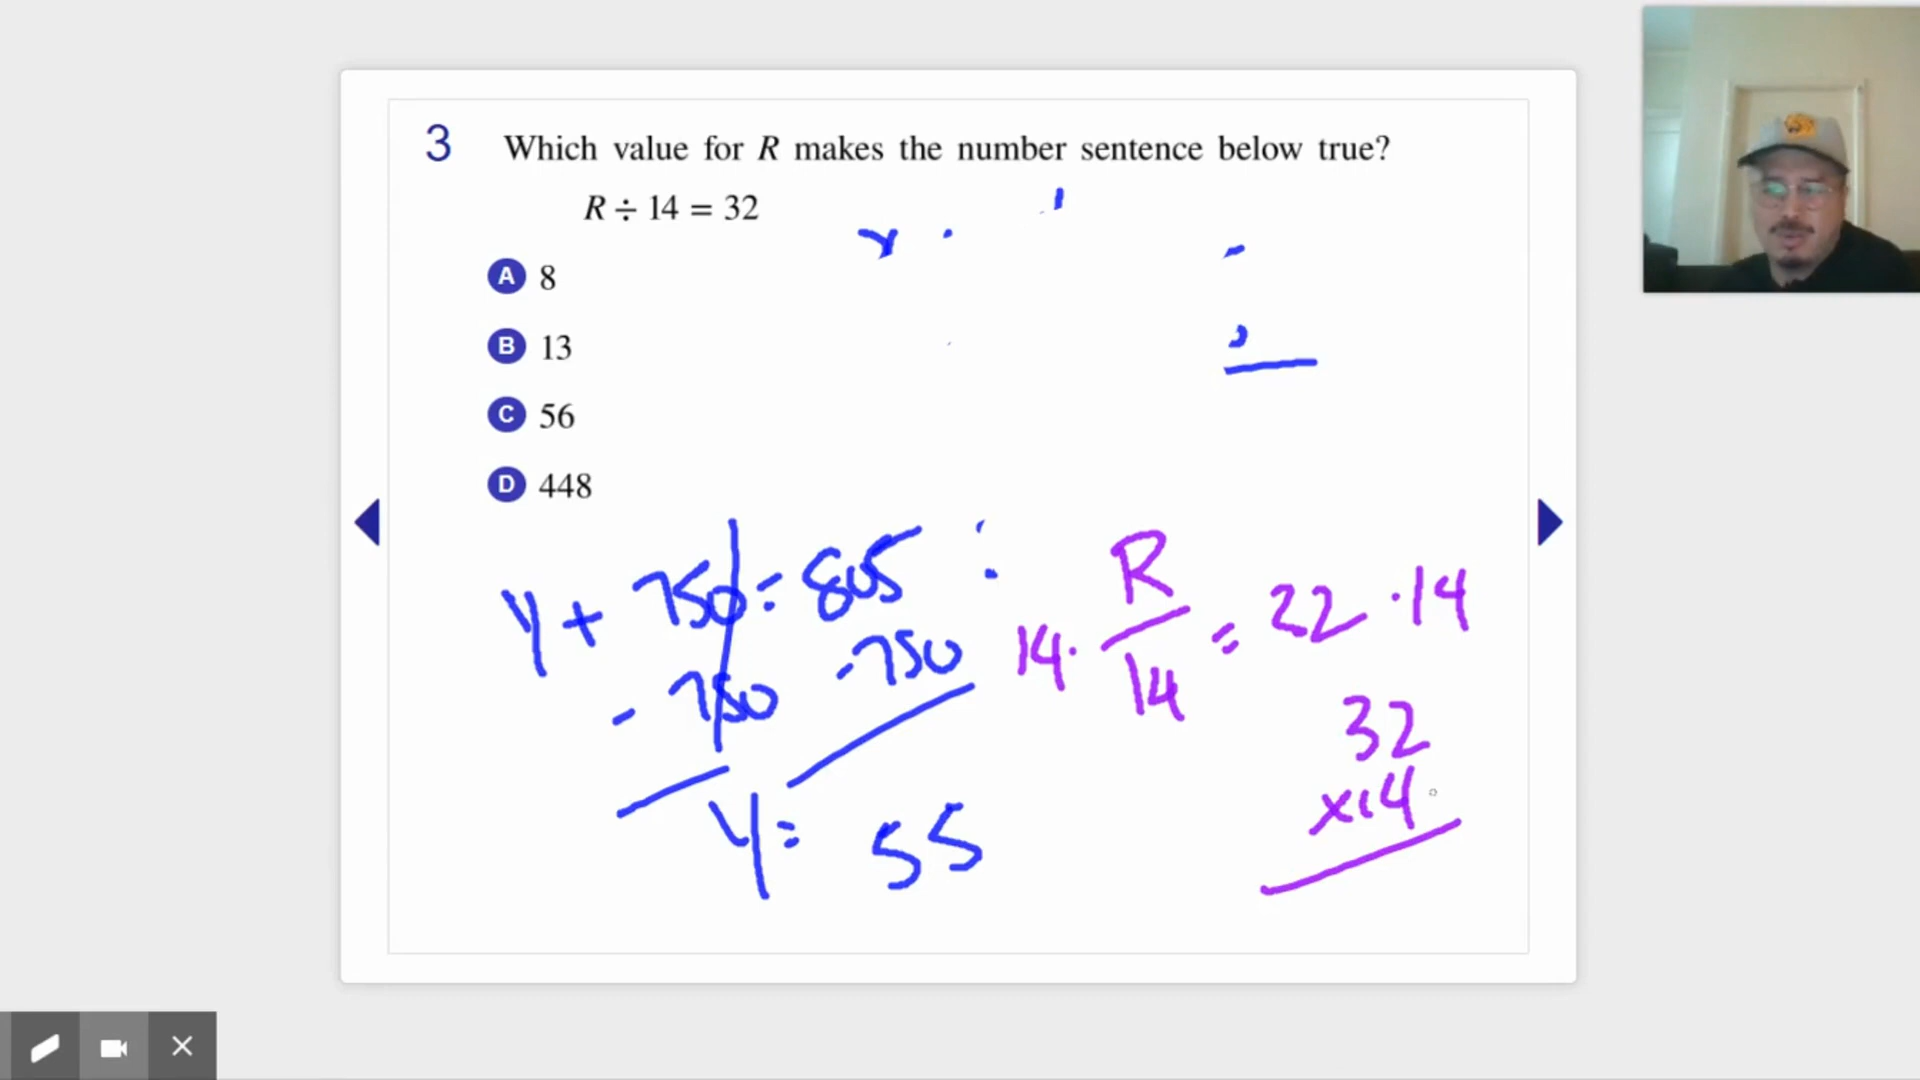 3 Which value for R makes the number sentence below true?
R ÷ 14 = 32
A 8
B 13
C 56
D 448
y + 750 = 805
- 750 -750
y = 55
14 · R/14 = 22 · 14
32
x14